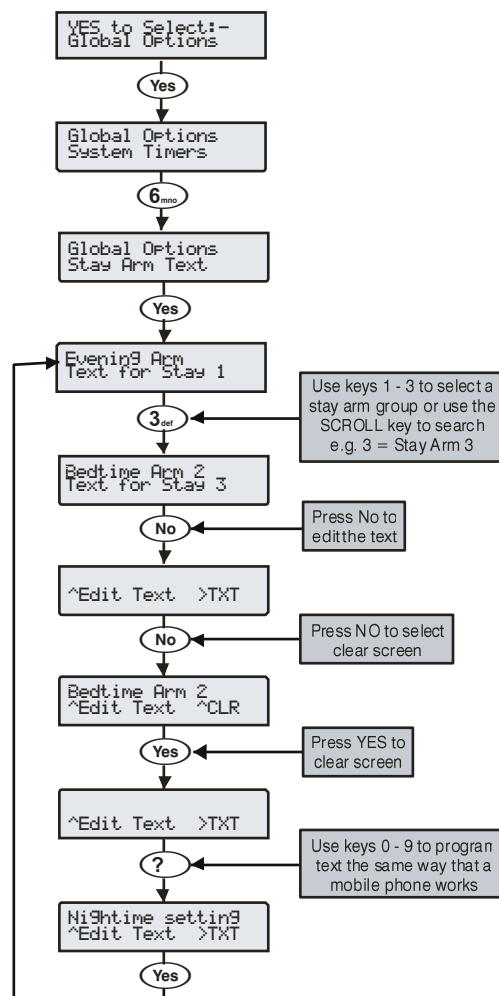 YES to Select:-
Global Options
Yes
Global Options
System Timers
6mno
Global Options
Stay Arm Text
Yes
Evening Arm
Text for Stay 1
Use keys 1 - 3 to select a
stay arm group or use the
SCROLL key to search
e.g. 3 = Stay Arm 3
3def
Bedtime Arm 2
Text for Stay 3
No
Press No to
edit the text
^Edit Text >TXT
No
Press NO to select
clear screen
Bedtime Arm 2
^Edit Text ^CLR
Yes
Press YES to
clear screen
^Edit Text >TXT
?
Use keys 0 - 9 to program
text the same way that a
mobile phone works
Nightime setting
^Edit Text >TXT
Yes